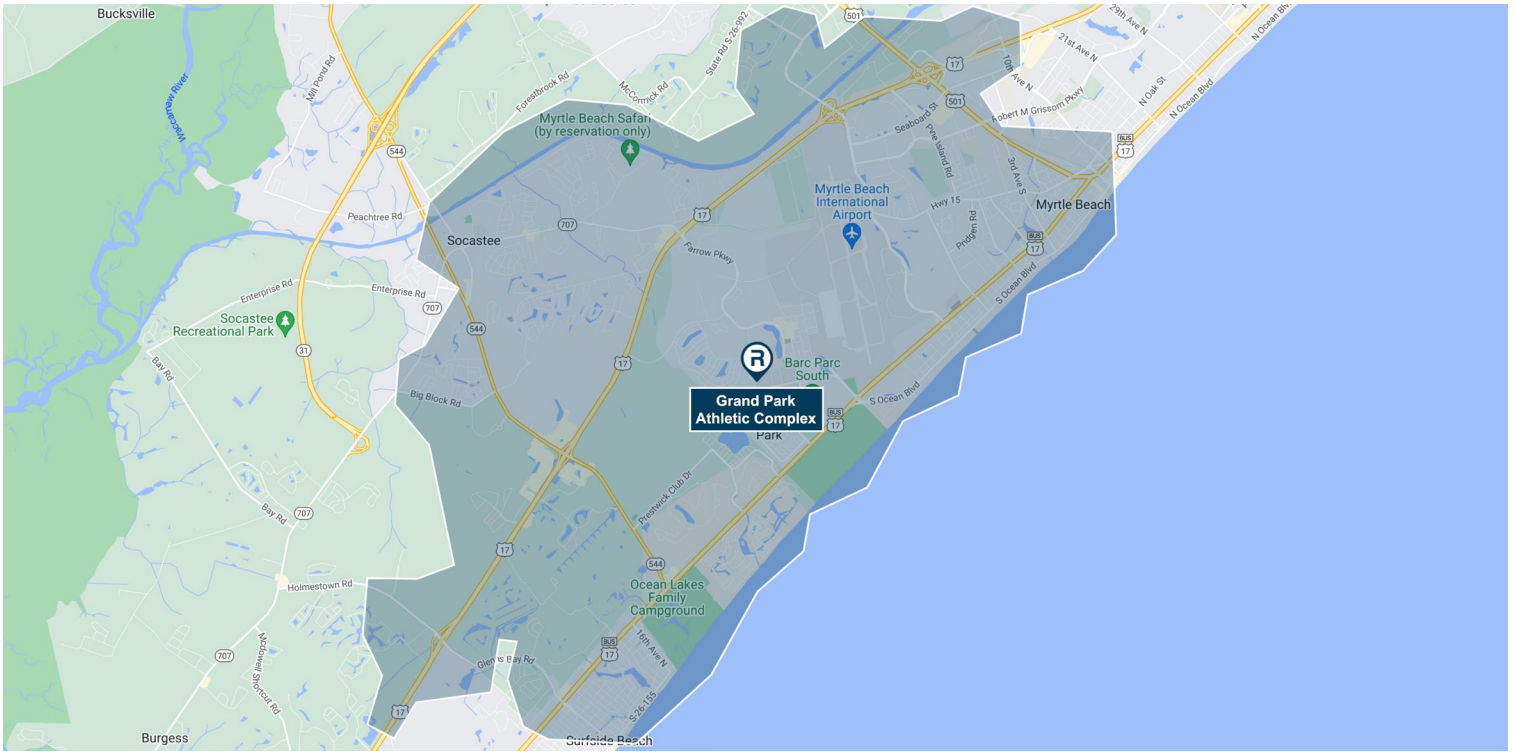 Bucksville
501
29th Ave N
21st Ave N
N Ocean Blvd
State Rd S-26-992
Mill Pond Rd
17
10th Ave N
Waccamaw River
Forestbrook Rd
McCormick Rd
N Oak St
N Ocean Blvd
501
Robert M Grissom Pkwy
Seaboard St
Myrtle Beach Safari
(by reservation only)
544
Pine Island Rd
BUS
17
3rd Ave S
Myrtle Beach
International
Airport
Hwy 15
Myrtle Beach
Peachtree Rd
17
707
Socastee
Pridgen Rd
BUS
17
Farrow Pkwy
S Ocean Blvd
Enterprise Rd
Enterprise Rd
707
Socastee
Recreational Park
544
31
R
Barc Parc
South
17
Bay Rd
Big Block Rd
S Ocean Blvd
Grand Park
Athletic Complex
BUS
17
Park
Prestwick Club Dr
Bay Rd
707
17
544
Holmestown Rd
Ocean Lakes
Family
Campground
16th Ave N
BUS
17
707
Mcdowell Shortcut Rd
Glenns Bay Rd
S-26-155
17
Burgess
Surfside Beach